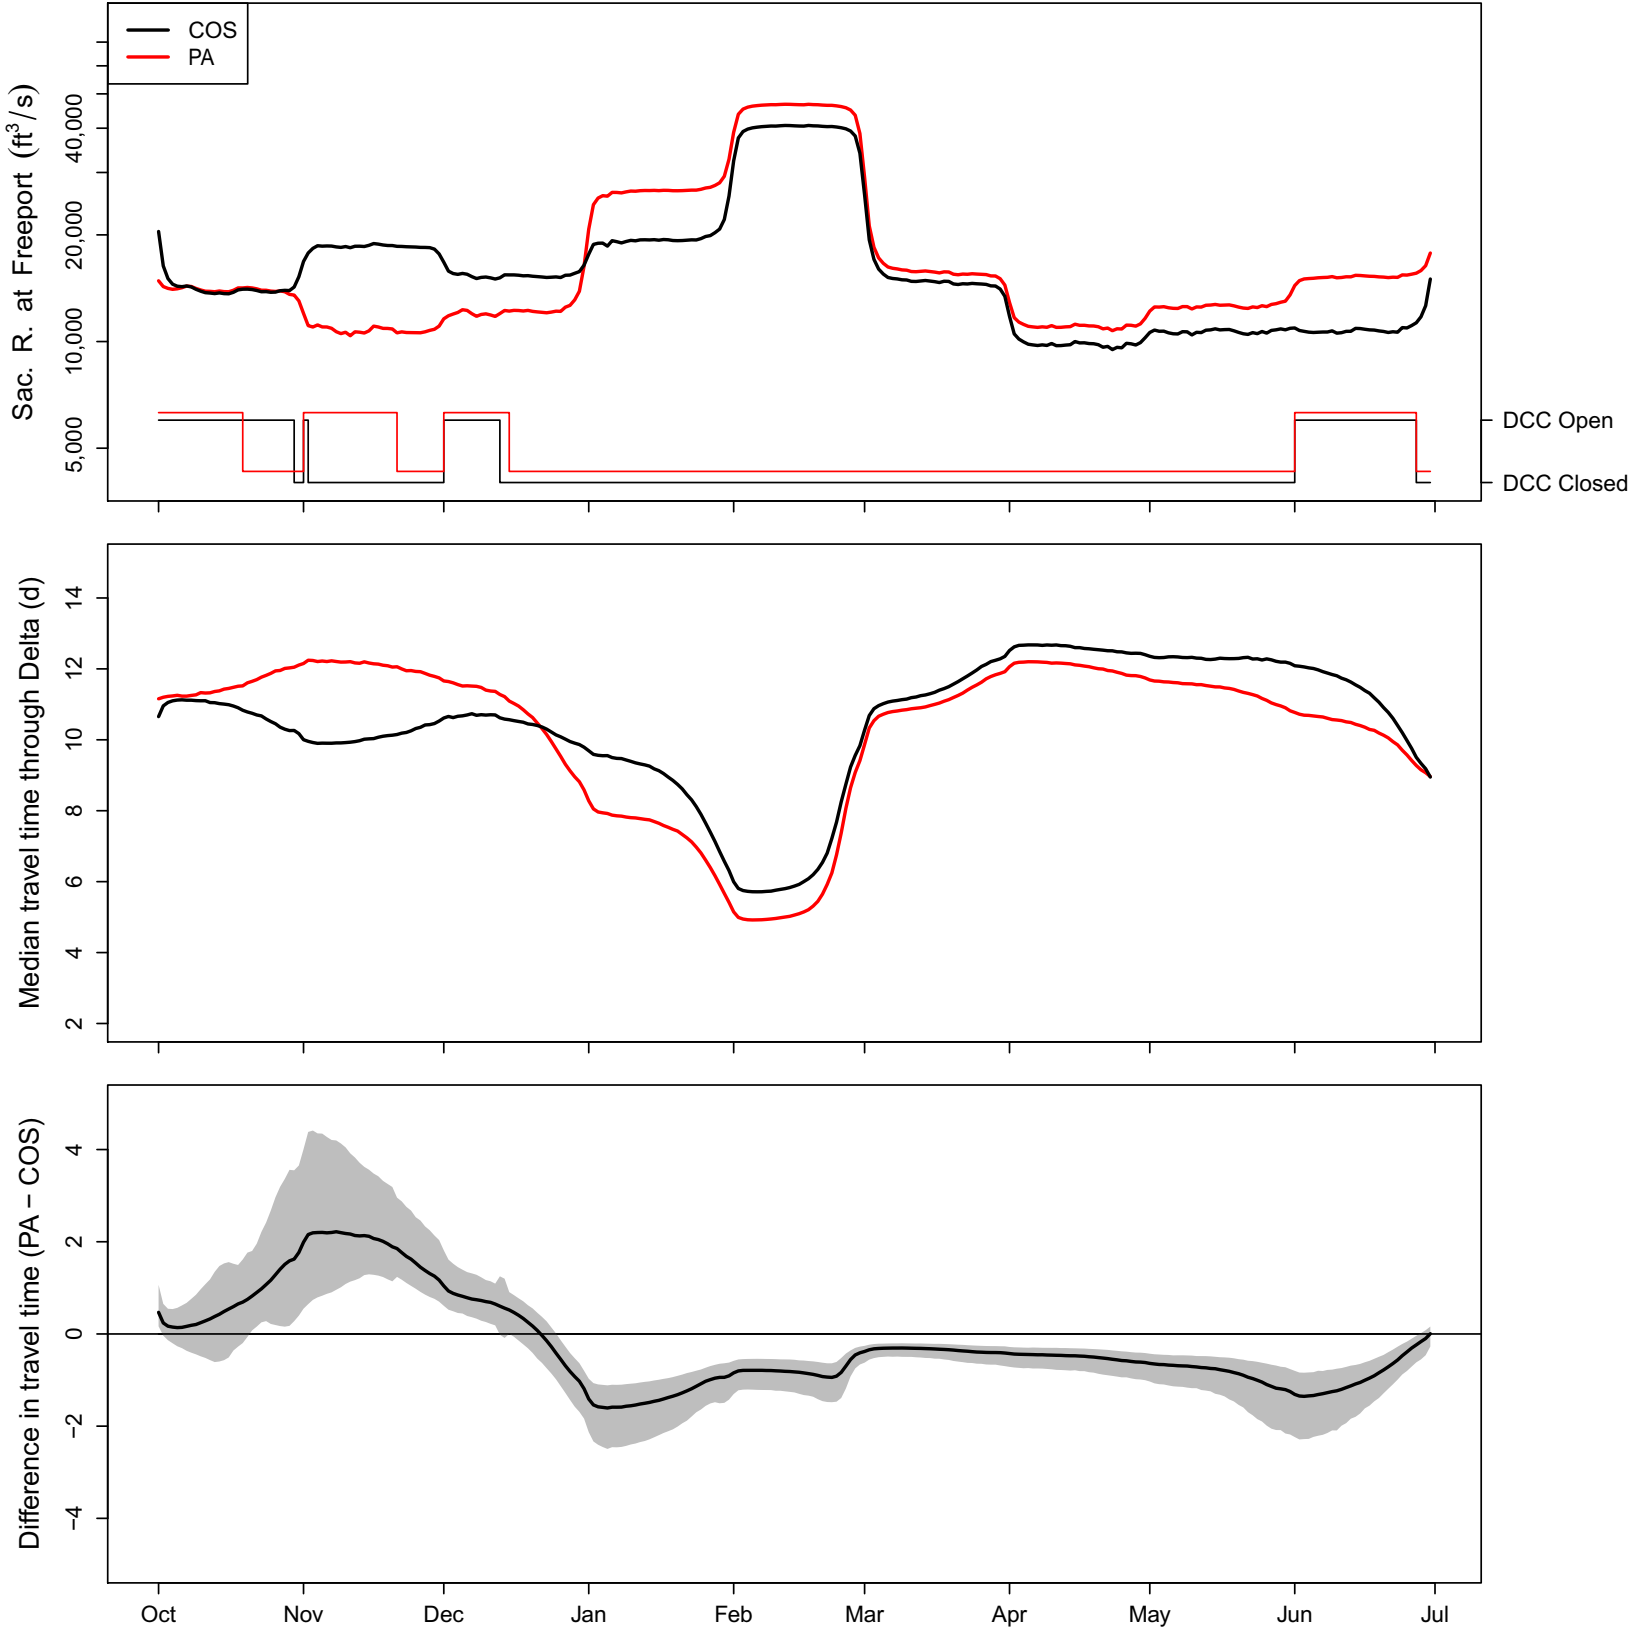 COS
PA
Sac. R. at Freeport (ft³/s)
40,000
20,000
10,000
5,000
DCC Open
DCC Closed
Median travel time through Delta (d)
14
12
10
8
6
4
2
Difference in travel time (PA − COS)
4
2
0
−2
−4
Oct Nov Dec Jan Feb Mar Apr May Jun Jul